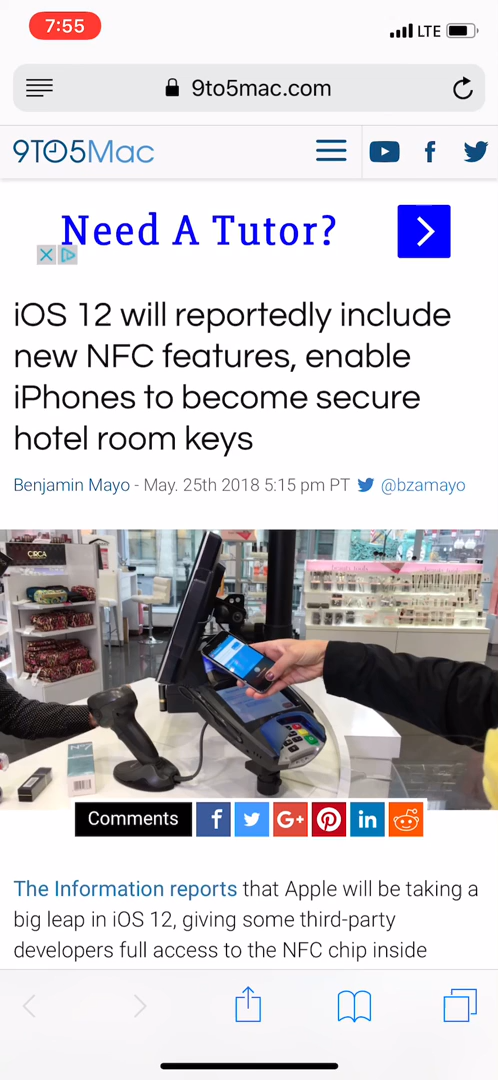 7:55
LTE
9to5mac.com
9TO5Mac
Need A Tutor?
iOS 12 will reportedly include
new NFC features, enable
iPhones to become secure
hotel room keys
Benjamin Mayo - May. 25th 2018 5:15 pm PT @bzamayo
CIRCA
Comments
The Information reports that Apple will be taking a
big leap in iOS 12, giving some third-party
developers full access to the NFC chip inside